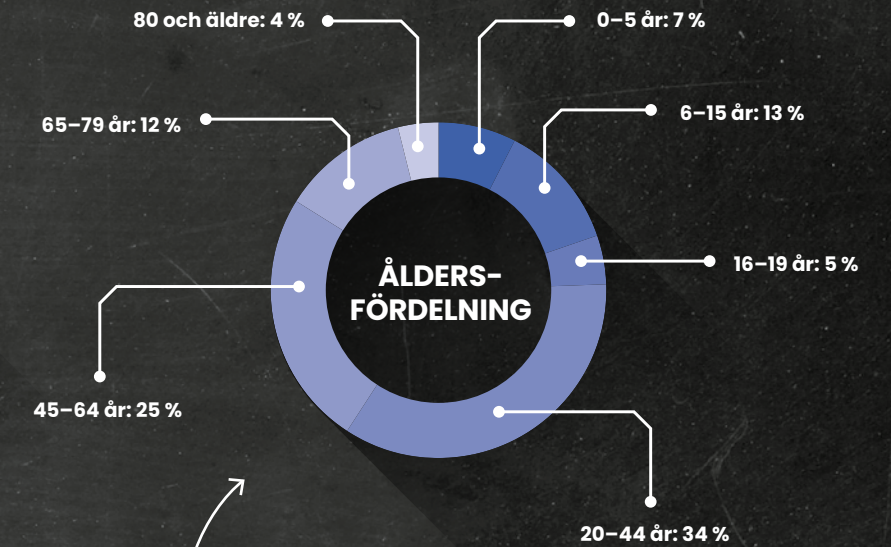 80 och äldre: 4 %
0–5 år: 7 %
65–79 år: 12 %
6–15 år: 13 %
16–19 år: 5 %
ÅLDERS-
FÖRDELNING
45–64 år: 25 %
20–44 år: 34 %